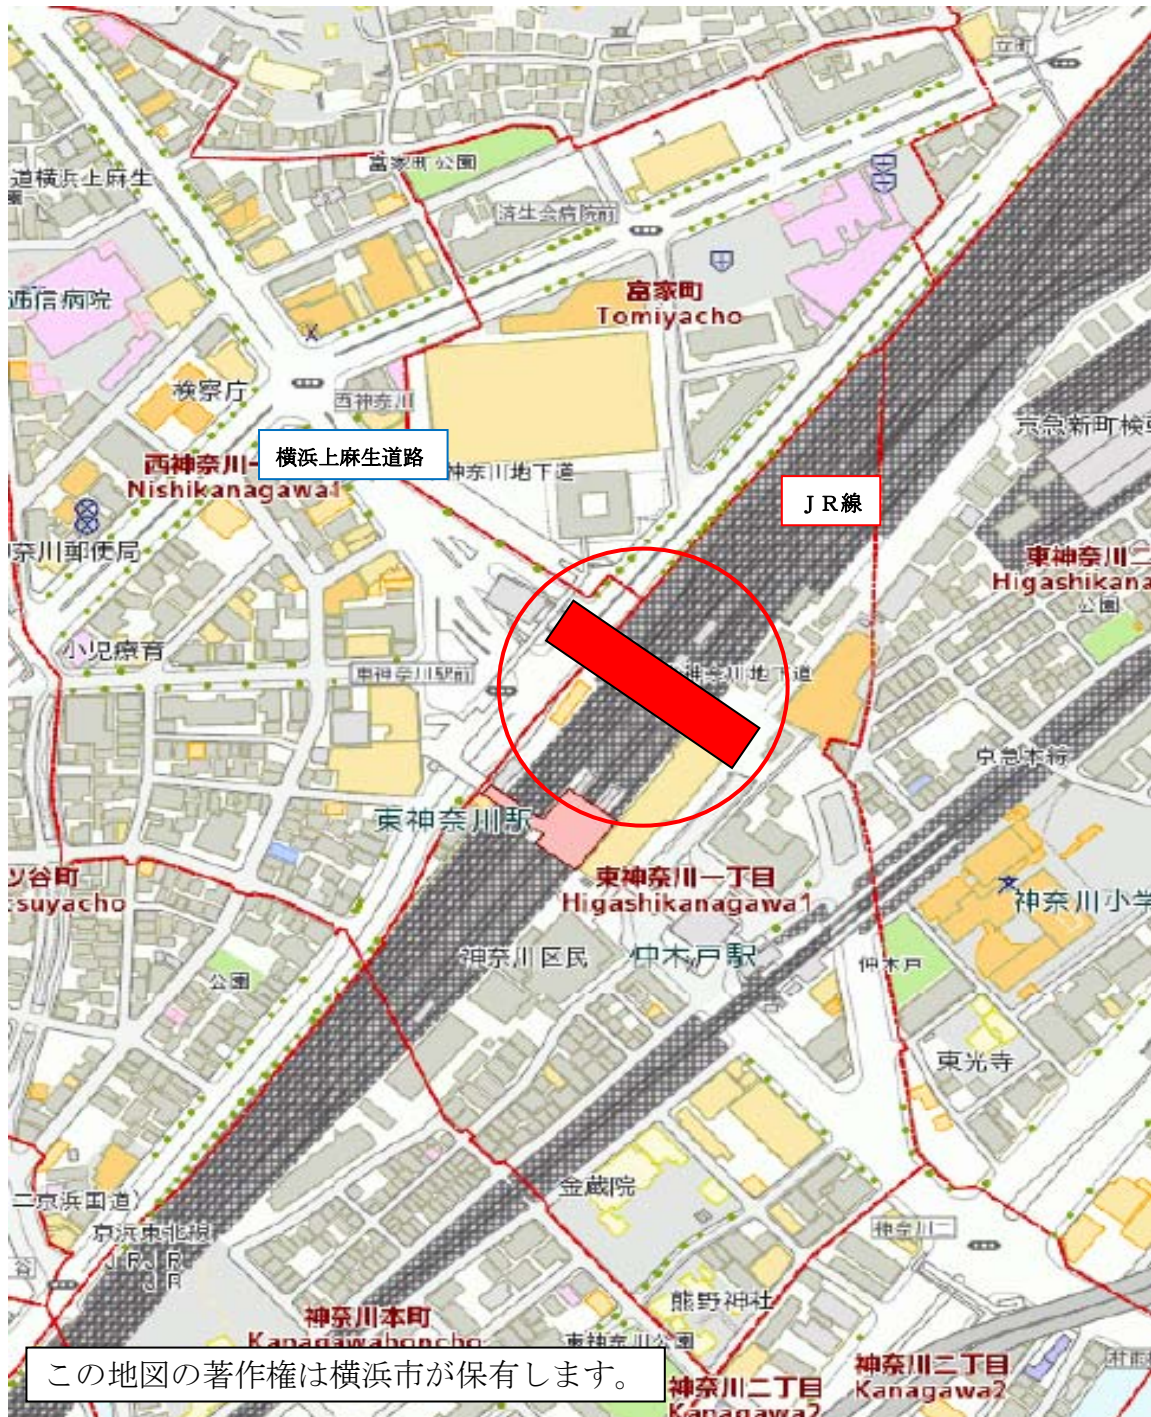 立町
富家町公園
道横浜上麻生
済生会病院前
逓信病院
富家町
Tomiyacho
検察庁
西神奈川
京急新町検
横浜上麻生道路
西神奈川一
Nishikanagawa1
神奈川地下道
ＪＲ線
奈川郵便局
東神奈川二
Higashikana
公園
小児療育
東神奈川駅前
神奈川地下道
京急本線
東神奈川駅
ツ谷町
suyacho
東神奈川一丁目
Higashikanagawa1
神奈川小学
神奈川区民
仲木戸駅
仲木戸
公園
東光寺
金蔵院
二京浜国道）
京浜東北線
ＪＲ
ＪＲ
ＪＲ
神奈川二
谷
熊野神社
神奈川本町
Kanagawahoncho
東神奈川公園
この地図の著作権は横浜市が保有します。
神奈川二丁目
Kanagawa2
神奈川二丁目
Kanagawa2